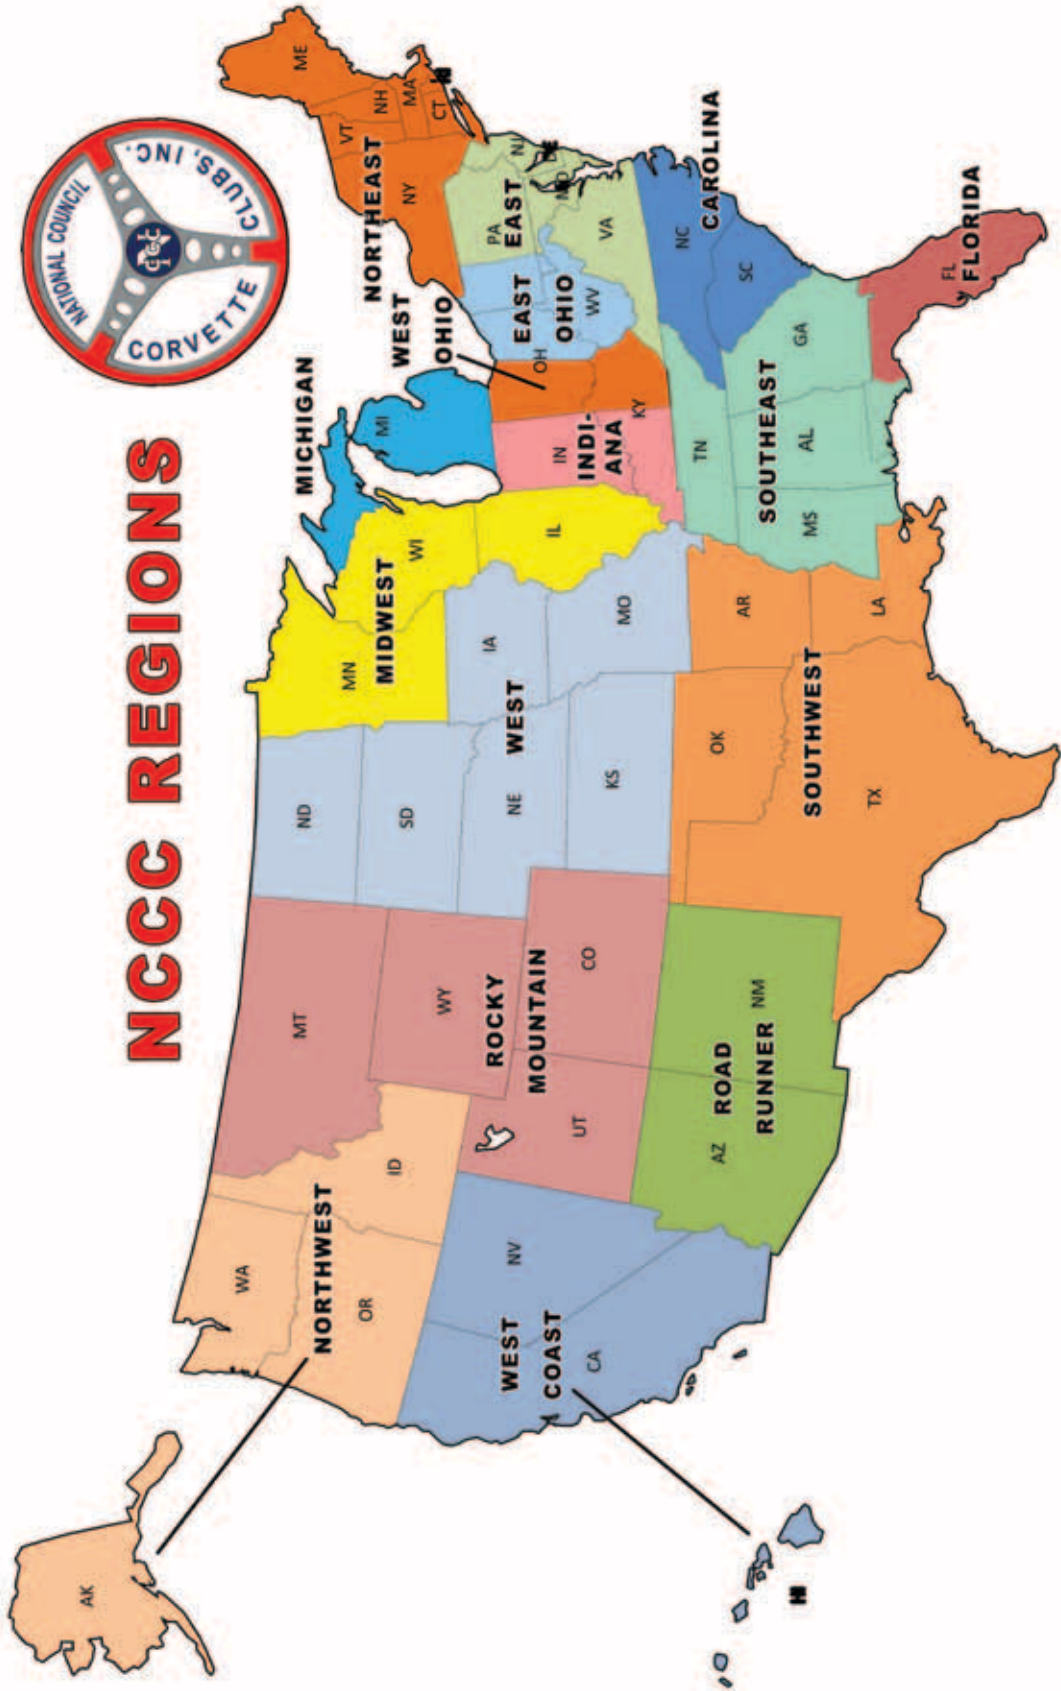 NCCC REGIONS
NATIONAL COUNCIL
CORVETTE
CLUBS, INC.
NCCC
AK
WA
OR
ID
NORTHWEST
MT
WY
ROCKY
MOUNTAIN
UT
CO
NV
WEST
COAST
CA
HI
AZ
NM
ROAD
RUNNER
ND
SD
NE
WEST
KS
IA
MO
MN
MIDWEST
WI
IL
OK
AR
SOUTHWEST
TX
LA
MICHIGAN
MI
IN
INDI-
ANA
KY
WEST
OHIO
OH
EAST
OHIO
WV
NORTHEAST
ME
VT
NH
MA
CT
NY
PA
EAST
NJ
VA
NC
CAROLINA
SC
TN
SOUTHEAST
MS
AL
GA
FL
FLORIDA